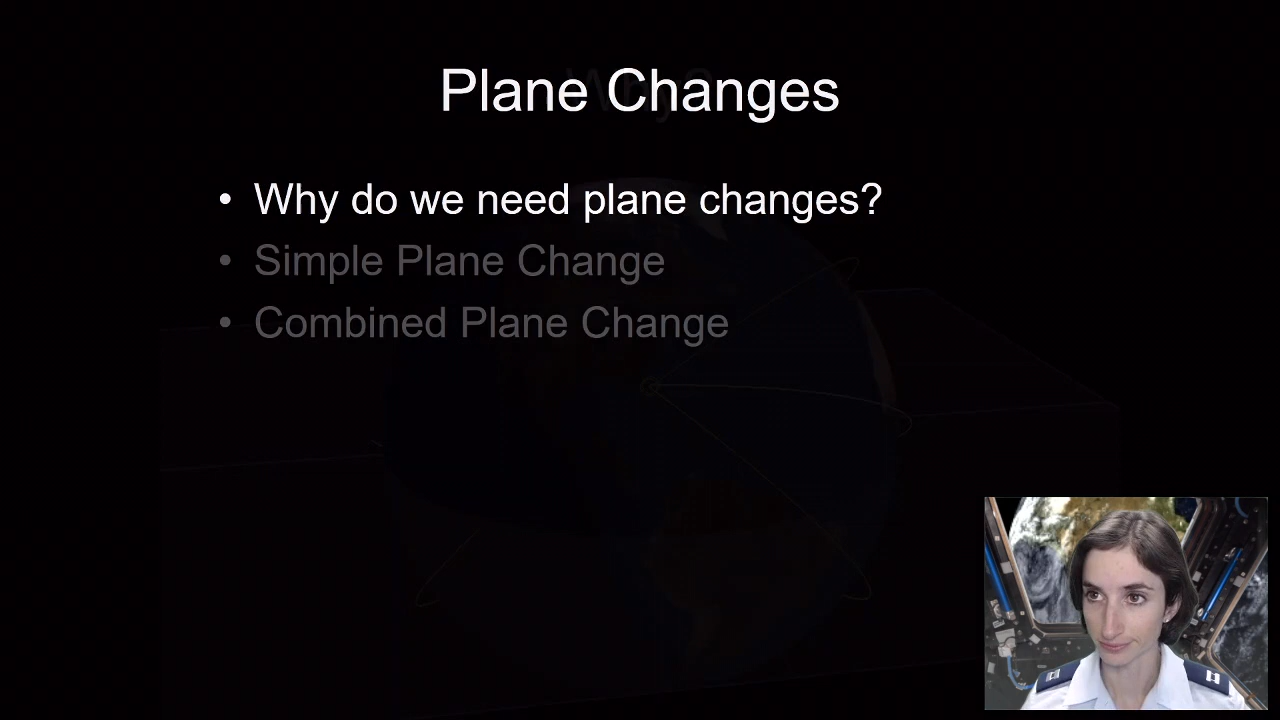 Plane Changes
• Why do we need plane changes?
• Simple Plane Change
• Combined Plane Change